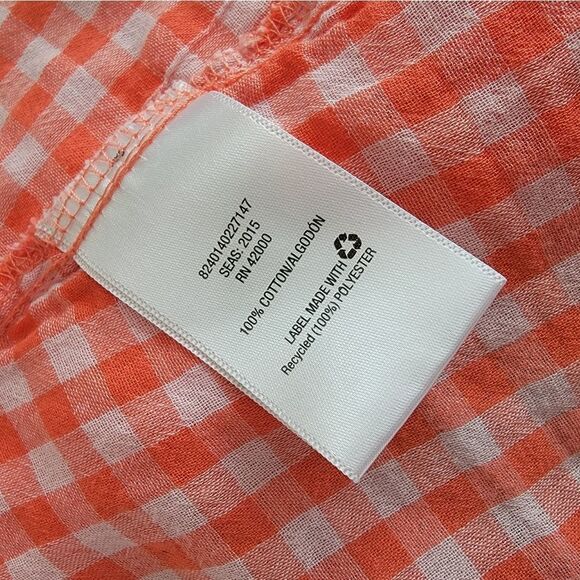 8240140227147
SEAS: 2015
RN 42000
100% COTTON/ALGODÓN
LABEL MADE WITH
Recycled (100%) POLYESTER